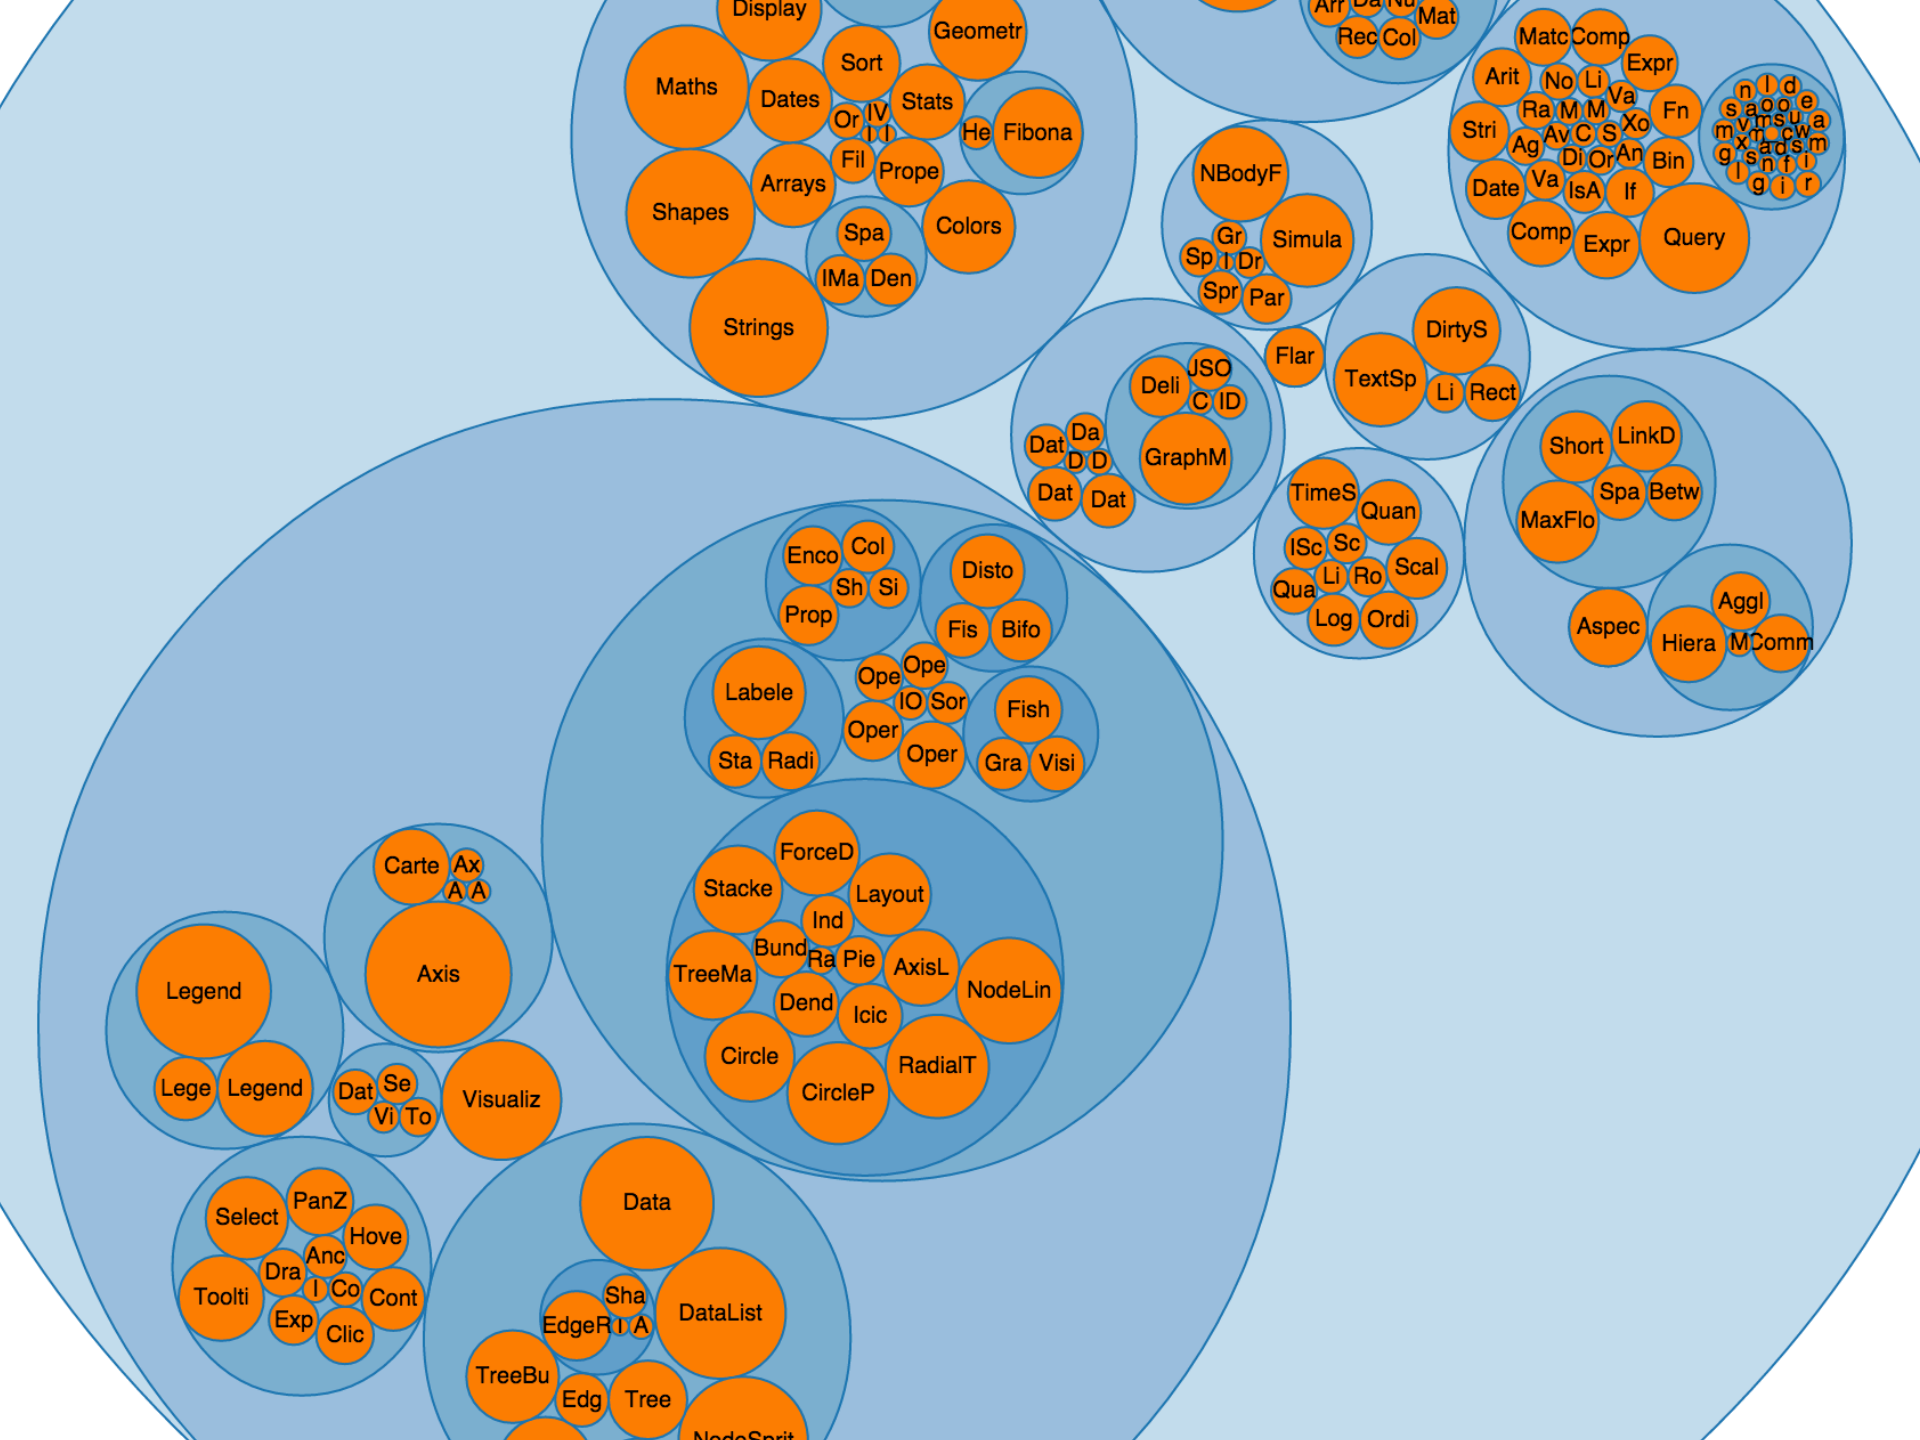 Display
Geometr
Maths
Sort
Dates
Stats
Or
IV
I
I
He
Fibona
Fil
Prope
Arrays
Shapes
Spa
Colors
IMa
Den
Strings
Arr
Da
Nu
Mat
Rec
Col
NBodyF
Gr
Simula
Sp
I
Dr
Spr
Par
Matc
Comp
Expr
Arit
No
Li
Va
Ra
M
M
Fn
Stri
Xo
Av
C
S
Ag
Di
Or
An
Bin
Date
Va
IsA
If
Comp
Expr
Query
n
l
d
s
a
o
o
e
m
v
m
s
u
a
x
m
c
w
g
s
a
d
s
m
l
n
f
i
g
i
r
Flar
DirtyS
TextSp
Li
Rect
Deli
JSO
C
ID
GraphM
Dat
Da
D
D
Dat
Dat
Short
LinkD
Spa
Betw
MaxFlo
Aspec
Aggl
Hiera
M
Comm
TimeS
Quan
ISc
Sc
Scal
Qua
Li
Ro
Log
Ordi
Enco
Col
Sh
Si
Prop
Disto
Fis
Bifo
Labele
Sta
Radi
Ope
Ope
IO
Sor
Oper
Oper
Fish
Gra
Visi
ForceD
Stacke
Layout
Ind
Bund
Ra
Pie
AxisL
TreeMa
NodeLin
Dend
Icic
Circle
CircleP
RadialT
Carte
Ax
A
A
Axis
Legend
Lege
Legend
Dat
Se
Vi
To
Visualiz
Select
PanZ
Hove
Anc
Dra
I
Co
Toolti
Cont
Exp
Clic
Data
Sha
EdgeR
I
A
DataList
TreeBu
Edg
Tree
NodeSprit